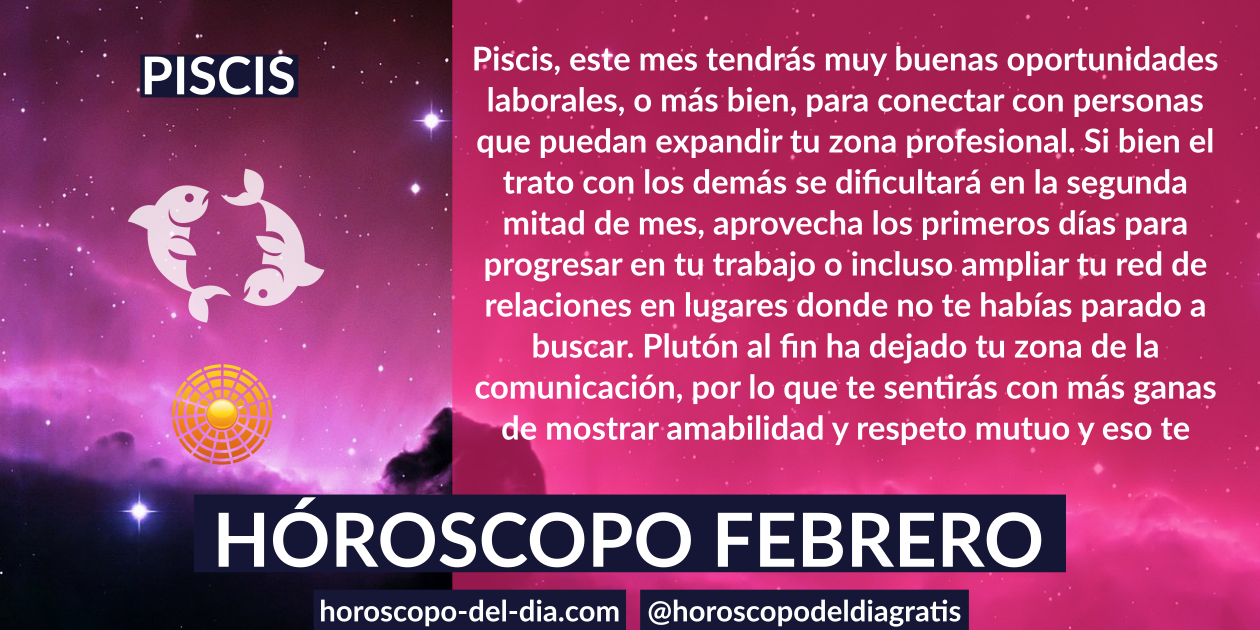 PISCIS
Piscis, este mes tendrás muy buenas oportunidades
laborales, o más bien, para conectar con personas
que puedan expandir tu zona profesional. Si bien el
trato con los demás se dificultará en la segunda
mitad de mes, aprovecha los primeros días para
progresar en tu trabajo o incluso ampliar tu red de
relaciones en lugares donde no te habías parado a
buscar. Plutón al fin ha dejado tu zona de la
comunicación, por lo que te sentirás con más ganas
de mostrar amabilidad y respeto mutuo y eso te
HÓROSCOPO FEBRERO
horoscopo-del-dia.com
@horoscopodeldiagratis